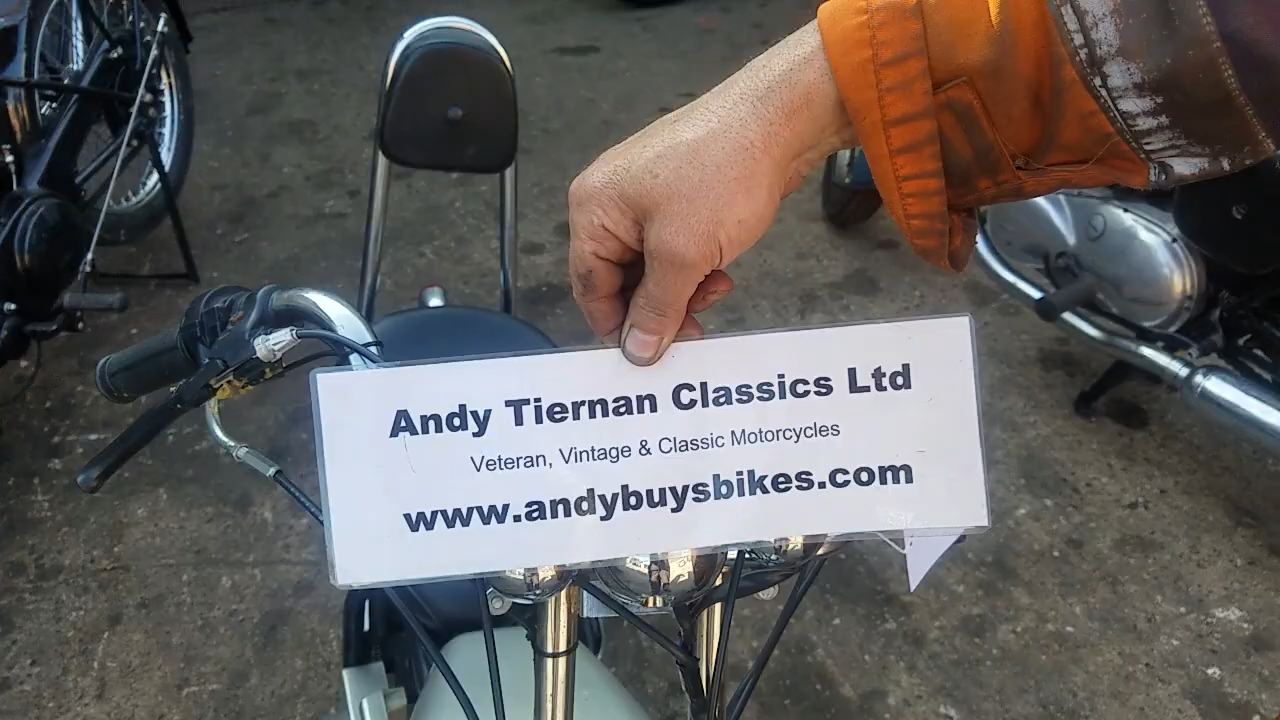 Andy Tiernan Classics Ltd
Veteran, Vintage & Classic Motorcycles
www.andybuysbikes.com